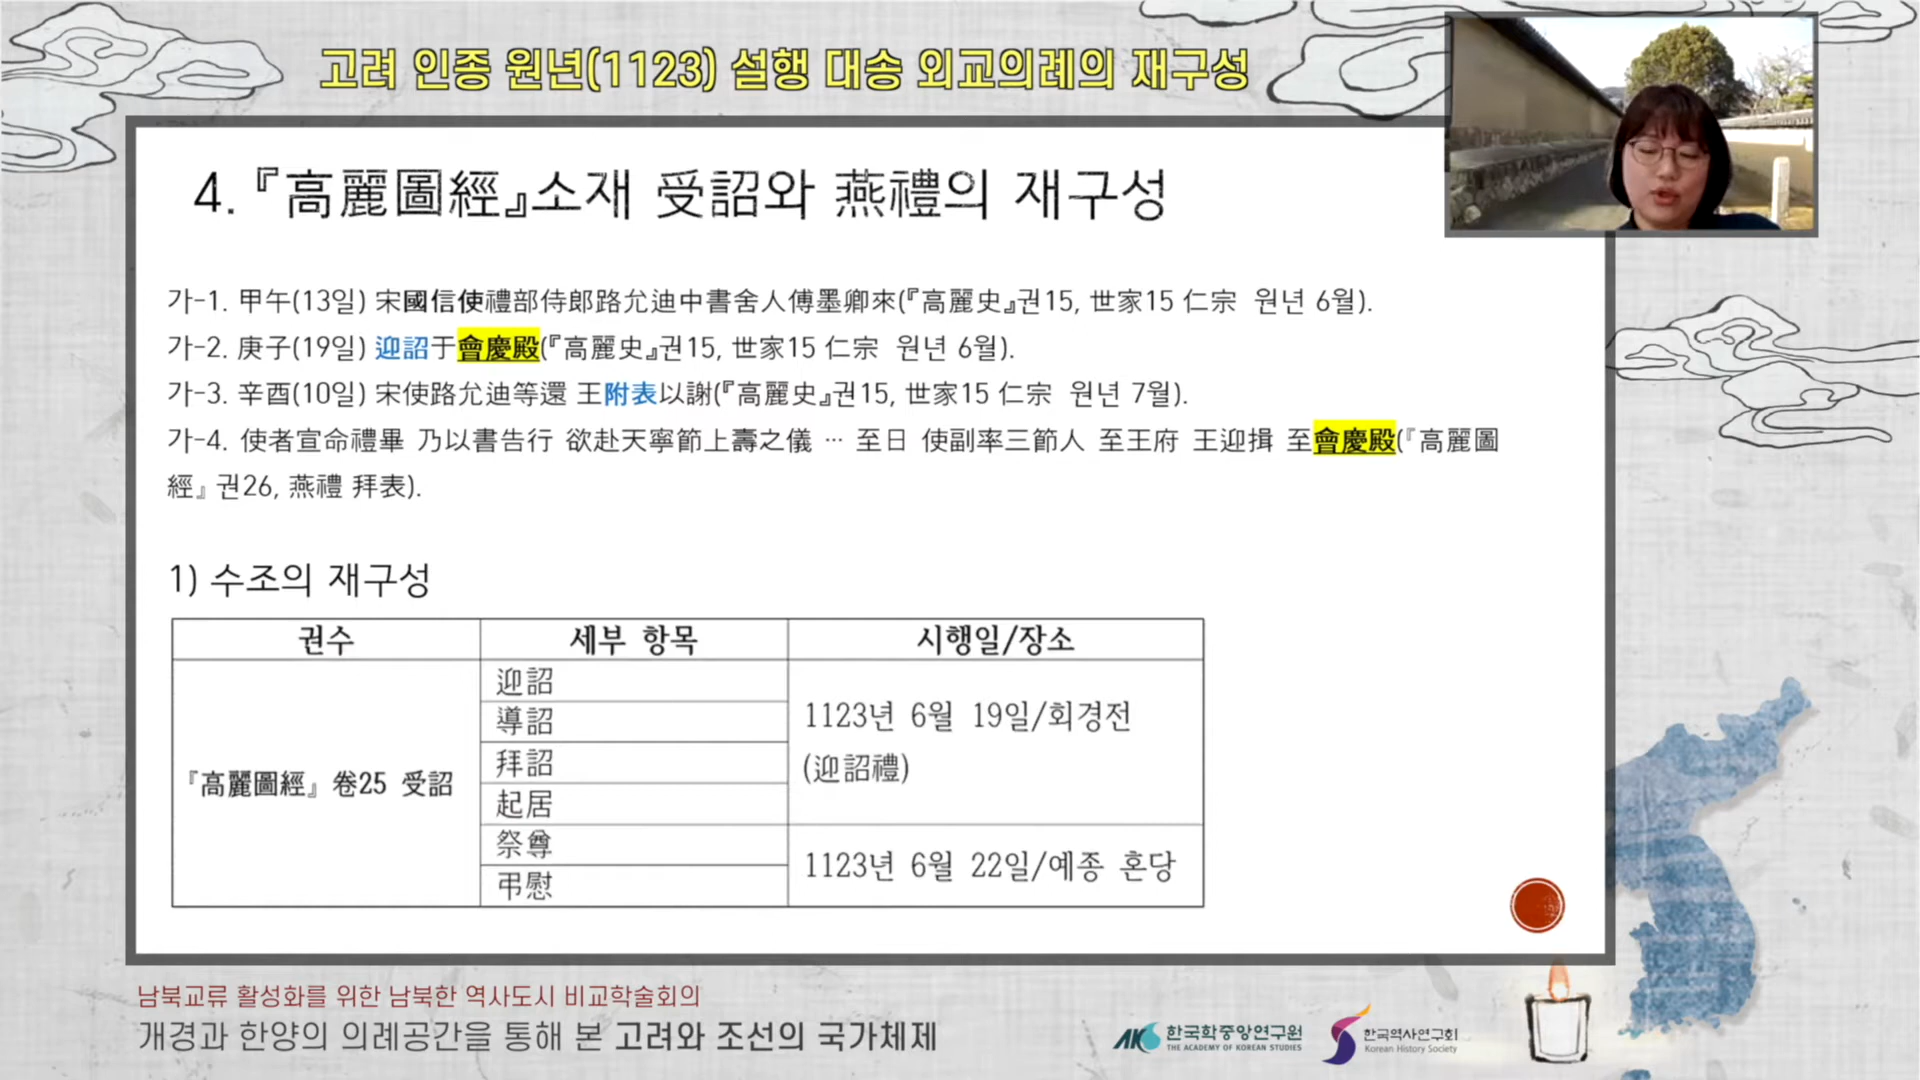 고려 인종 원년(1123) 설행 대송 외교의례의 재구성
4. 『高麗圖經』소재 受詔와 燕禮의 재구성
가-1. 甲午(13일) 宋國信使禮部侍郎路允迪中書舍人傅墨卿來(『高麗史』권15, 世家15 仁宗 원년 6월).
가-2. 庚子(19일) 迎詔于會慶殿(『高麗史』권15, 世家15 仁宗 원년 6월).
가-3. 辛酉(10일) 宋使路允迪等還 王附表以謝(『高麗史』권15, 世家15 仁宗 원년 7월).
가-4. 使者宣命禮畢 乃以書告行 欲赴天寧節上壽之儀 … 至日 使副率三節人 至王府 王迎揖 至會慶殿(『高麗圖
經』 권26, 燕禮 拜表).
1) 수조의 재구성
권수 세부 항목 시행일/장소
『高麗圖經』 卷25 受詔
迎詔
導詔
拜詔
起居
祭尊
弔慰
1123년 6월 19일/회경전
(迎詔禮)
1123년 6월 22일/예종 혼당
남북교류 활성화를 위한 남북한 역사도시 비교학술회의
개경과 한양의 의례공간을 통해 본 고려와 조선의 국가체제
AK 한국학중앙연구원
THE ACADEMY OF KOREAN STUDIES
한국역사연구회
Korean History Society